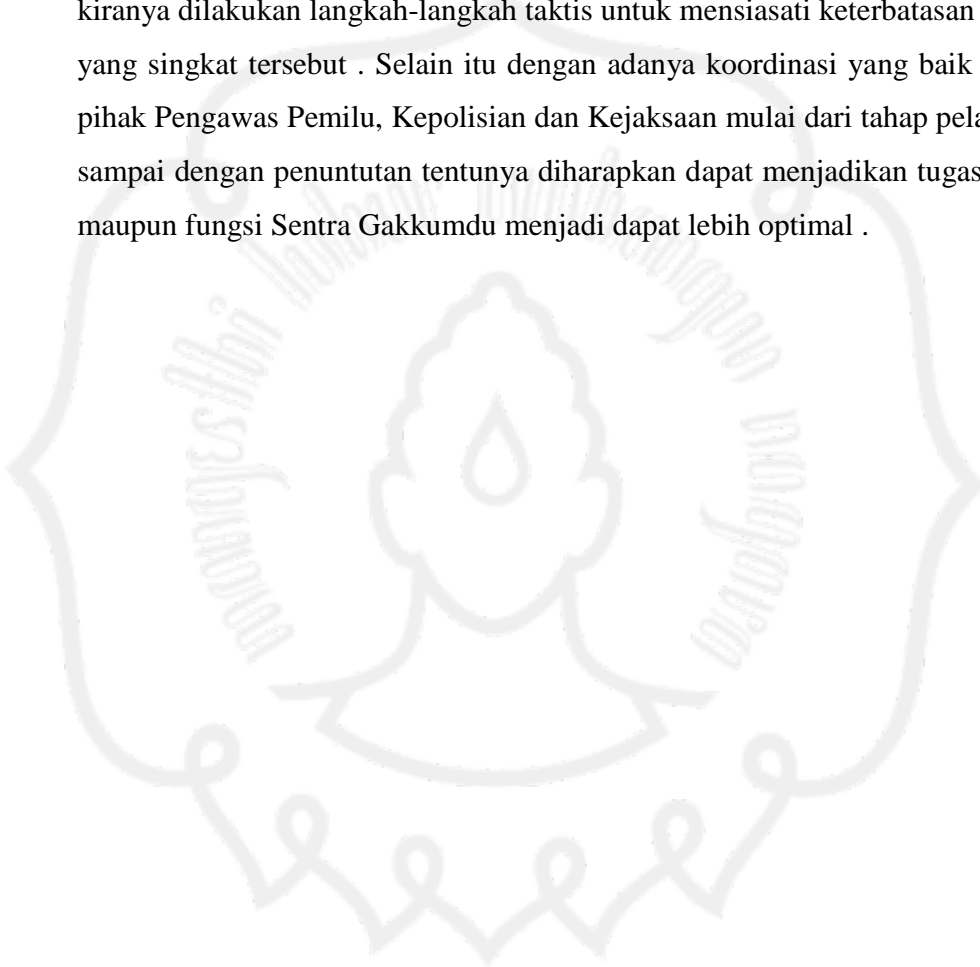 kiranya dilakukan langkah-langkah taktis untuk mensiasati keterbatasan
yang singkat tersebut . Selain itu dengan adanya koordinasi yang baik
pihak Pengawas Pemilu, Kepolisian dan Kejaksaan mulai dari tahap
sampai dengan penuntutan tentunya diharapkan dapat menjadikan tugas
maupun fungsi Sentra Gakkumdu menjadi dapat lebih optimal .